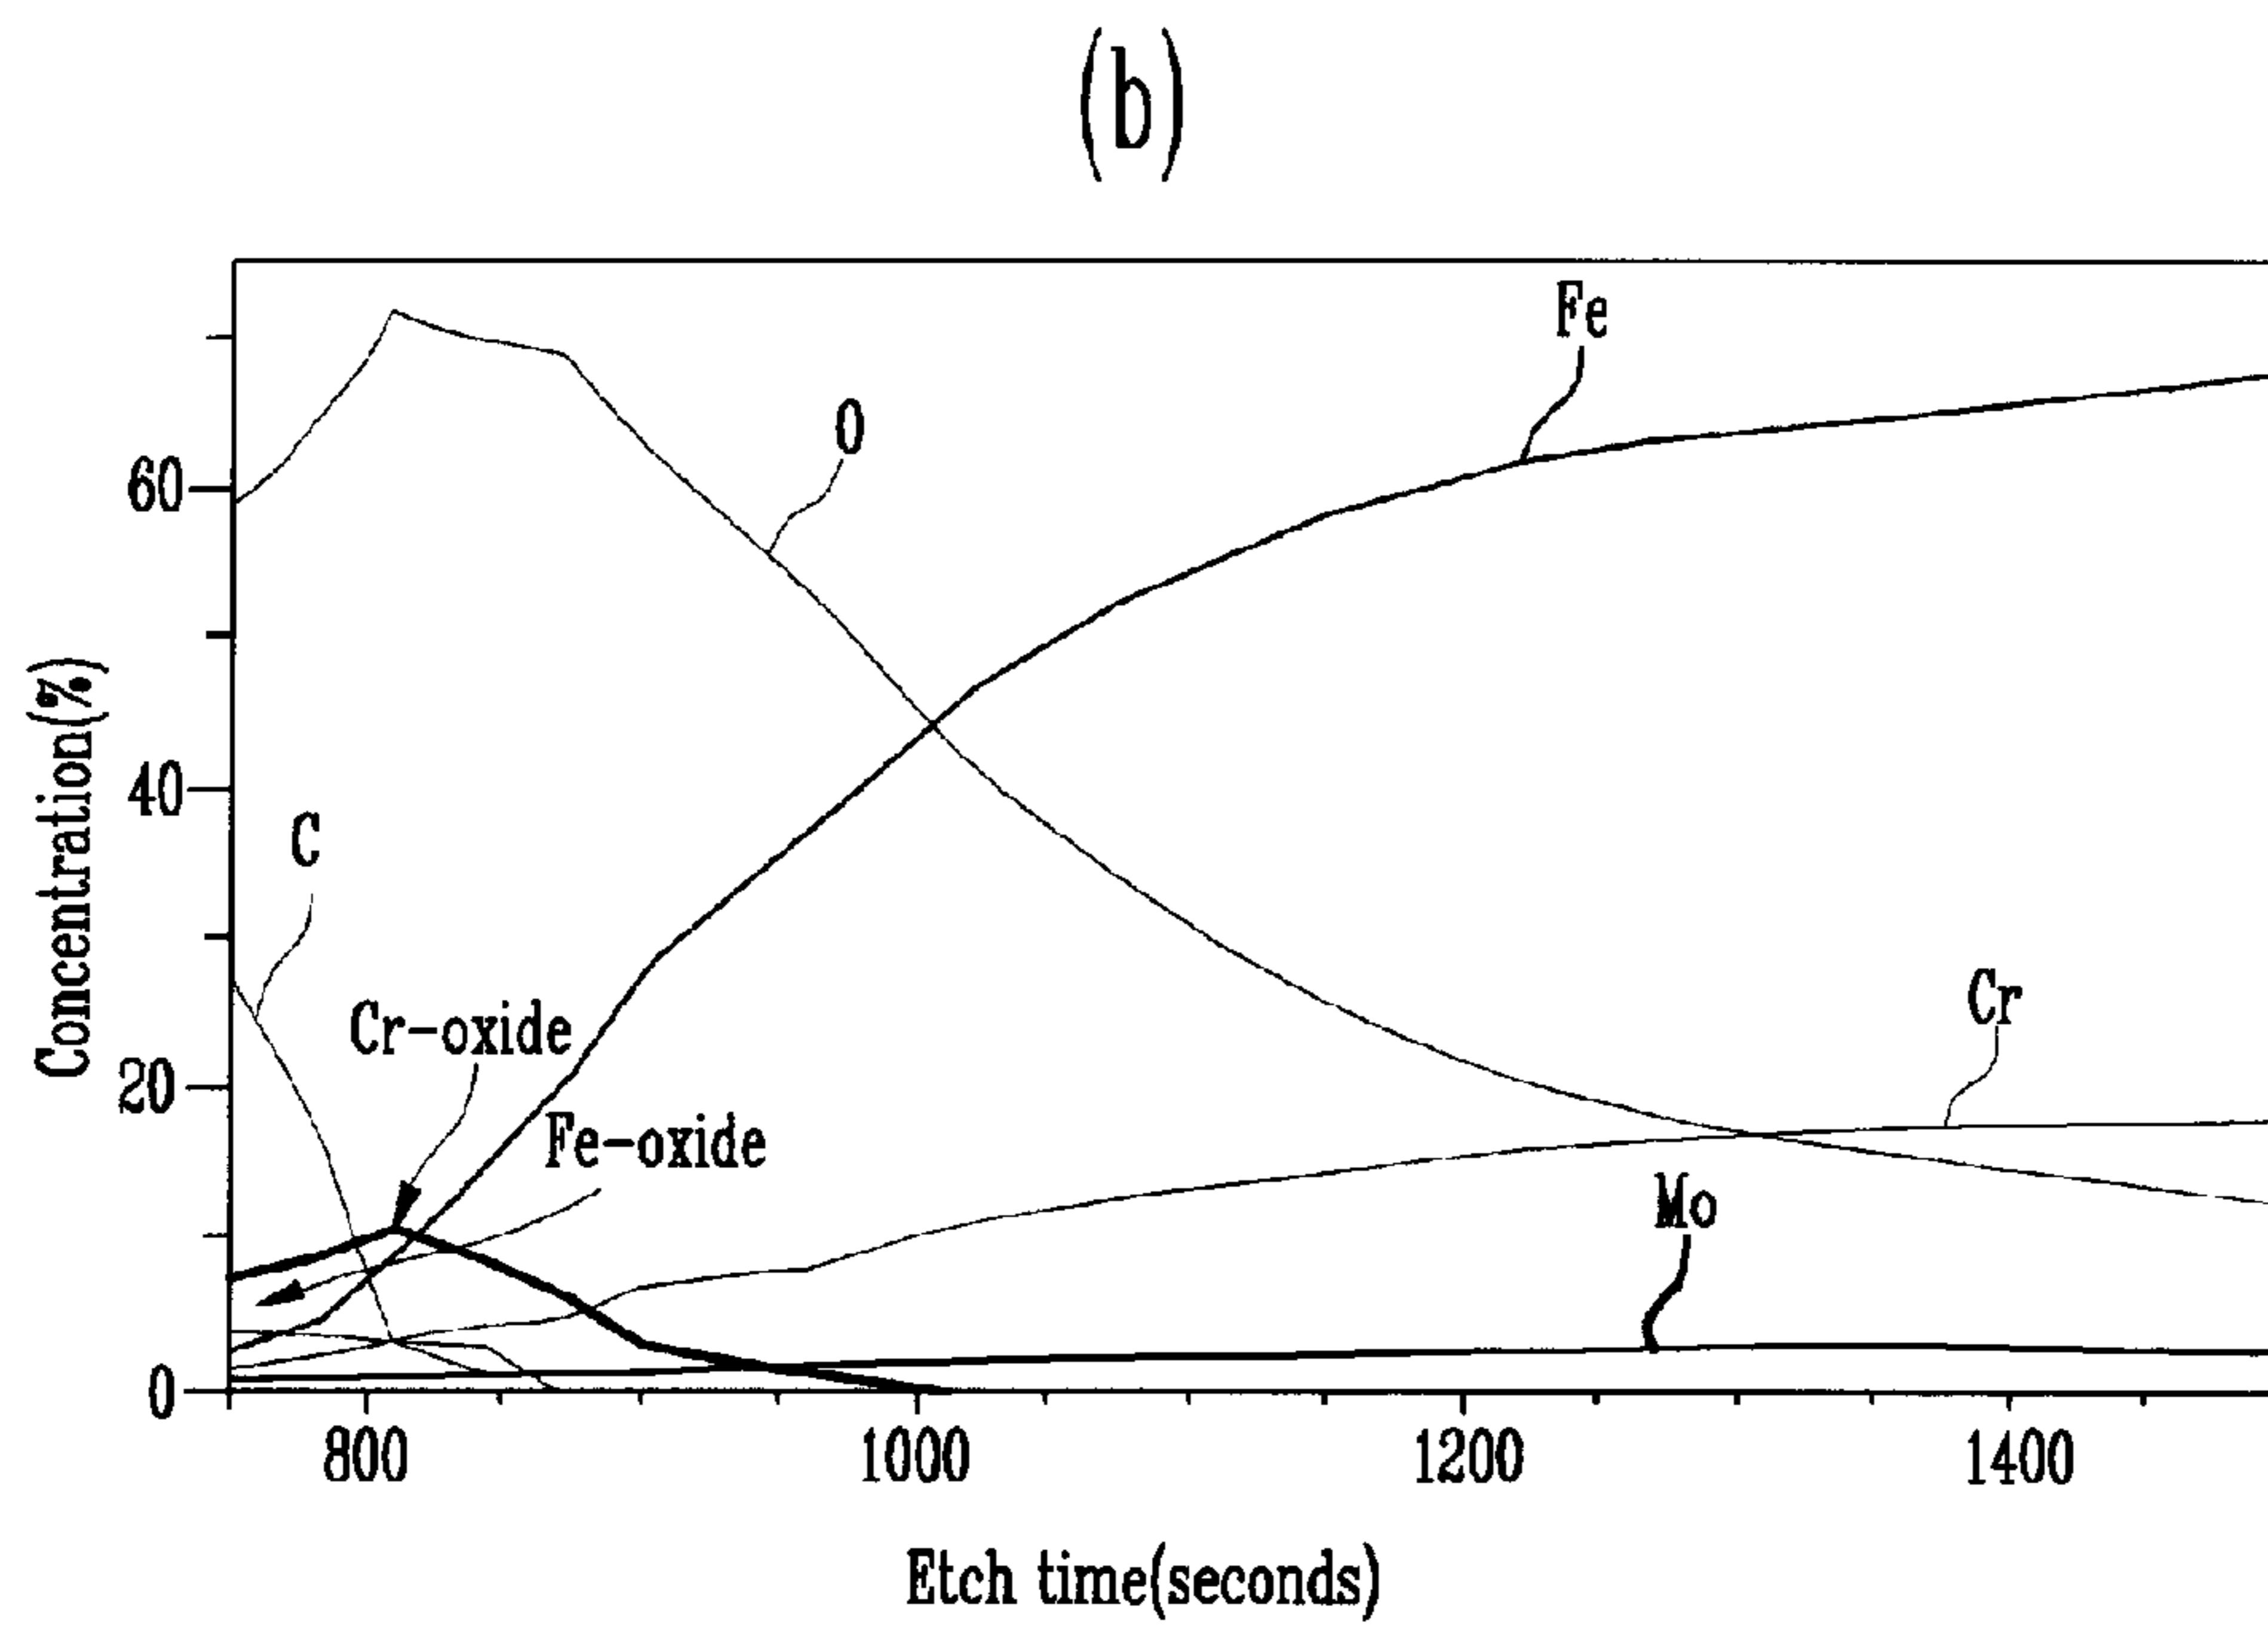 (b)
Fe
O
60
40
C
Cr-oxide
Cr
20
Fe-oxide
Mo
0
800 1000 1200 1400
Concentration(%)
Etch time(seconds)